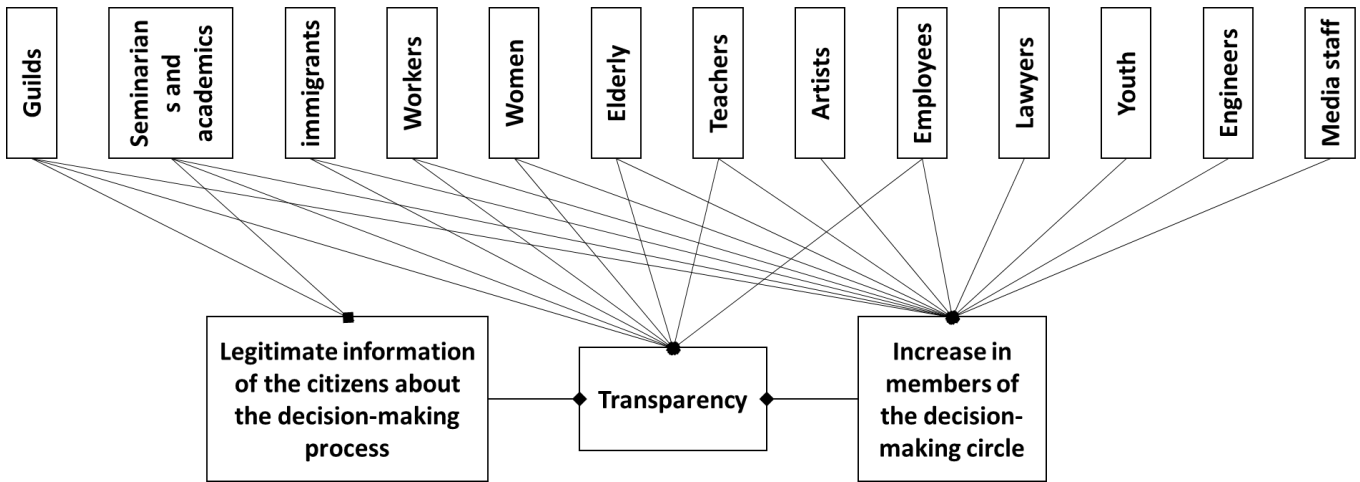 Guilds
Seminarian
s and
academics
immigrants
Workers
Women
Elderly
Teachers
Artists
Employees
Lawyers
Youth
Engineers
Media staff
Legitimate information
of the citizens about
the decision-making
process
Transparency
Increase in
members of
the decision-
making circle